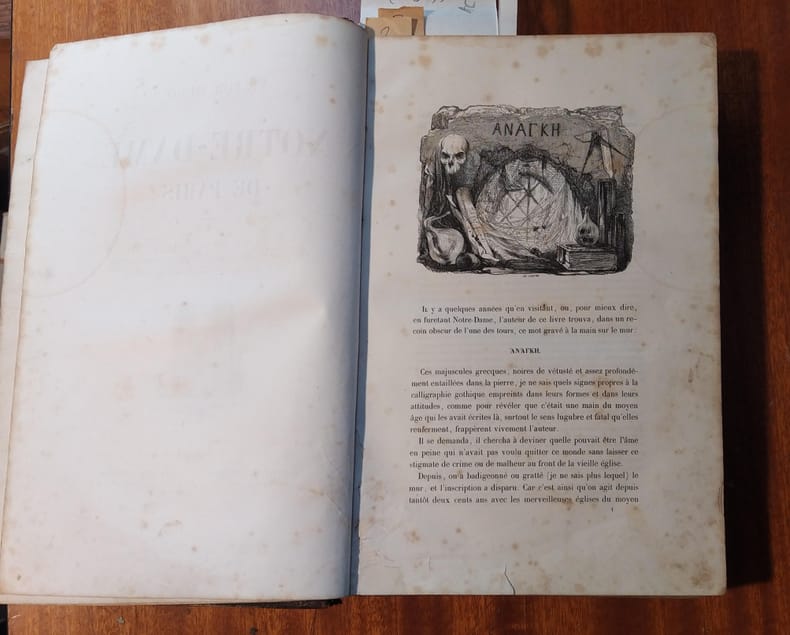 ΑΝΑΓΚΗ
Il y a quelques années qu'en visitant, ou, pour mieux dire,
en furetant Notre-Dame, l'auteur de ce livre trouva, dans un re-
coin obscur de l'une des tours, ce mot gravé à la main sur le mur:
ΑΝΑΓΚΗ.
Ces majuscules grecques, noires de vétusté et assez profondé-
ment entaillées dans la pierre, je ne sais quels signes propres à la
calligraphie gothique empreints dans leurs formes et dans leurs
attitudes, comme pour révéler que c'était une main du moyen
âge qui les avait écrites là, surtout le sens lugubre et fatal qu'elles
renferment, frappèrent vivement l'auteur.
Il se demanda, il chercha à deviner quelle pouvait être l'âme
en peine qui n'avait pas voulu quitter ce monde sans laisser ce
stigmate de crime ou de malheur au front de la vieille église.
Depuis, on a badigeonné ou gratté (je ne sais plus lequel) le
mur, et l'inscription a disparu. Car c'est ainsi qu'on agit depuis
tantôt deux cents ans avec les merveilleuses églises du moyen
1